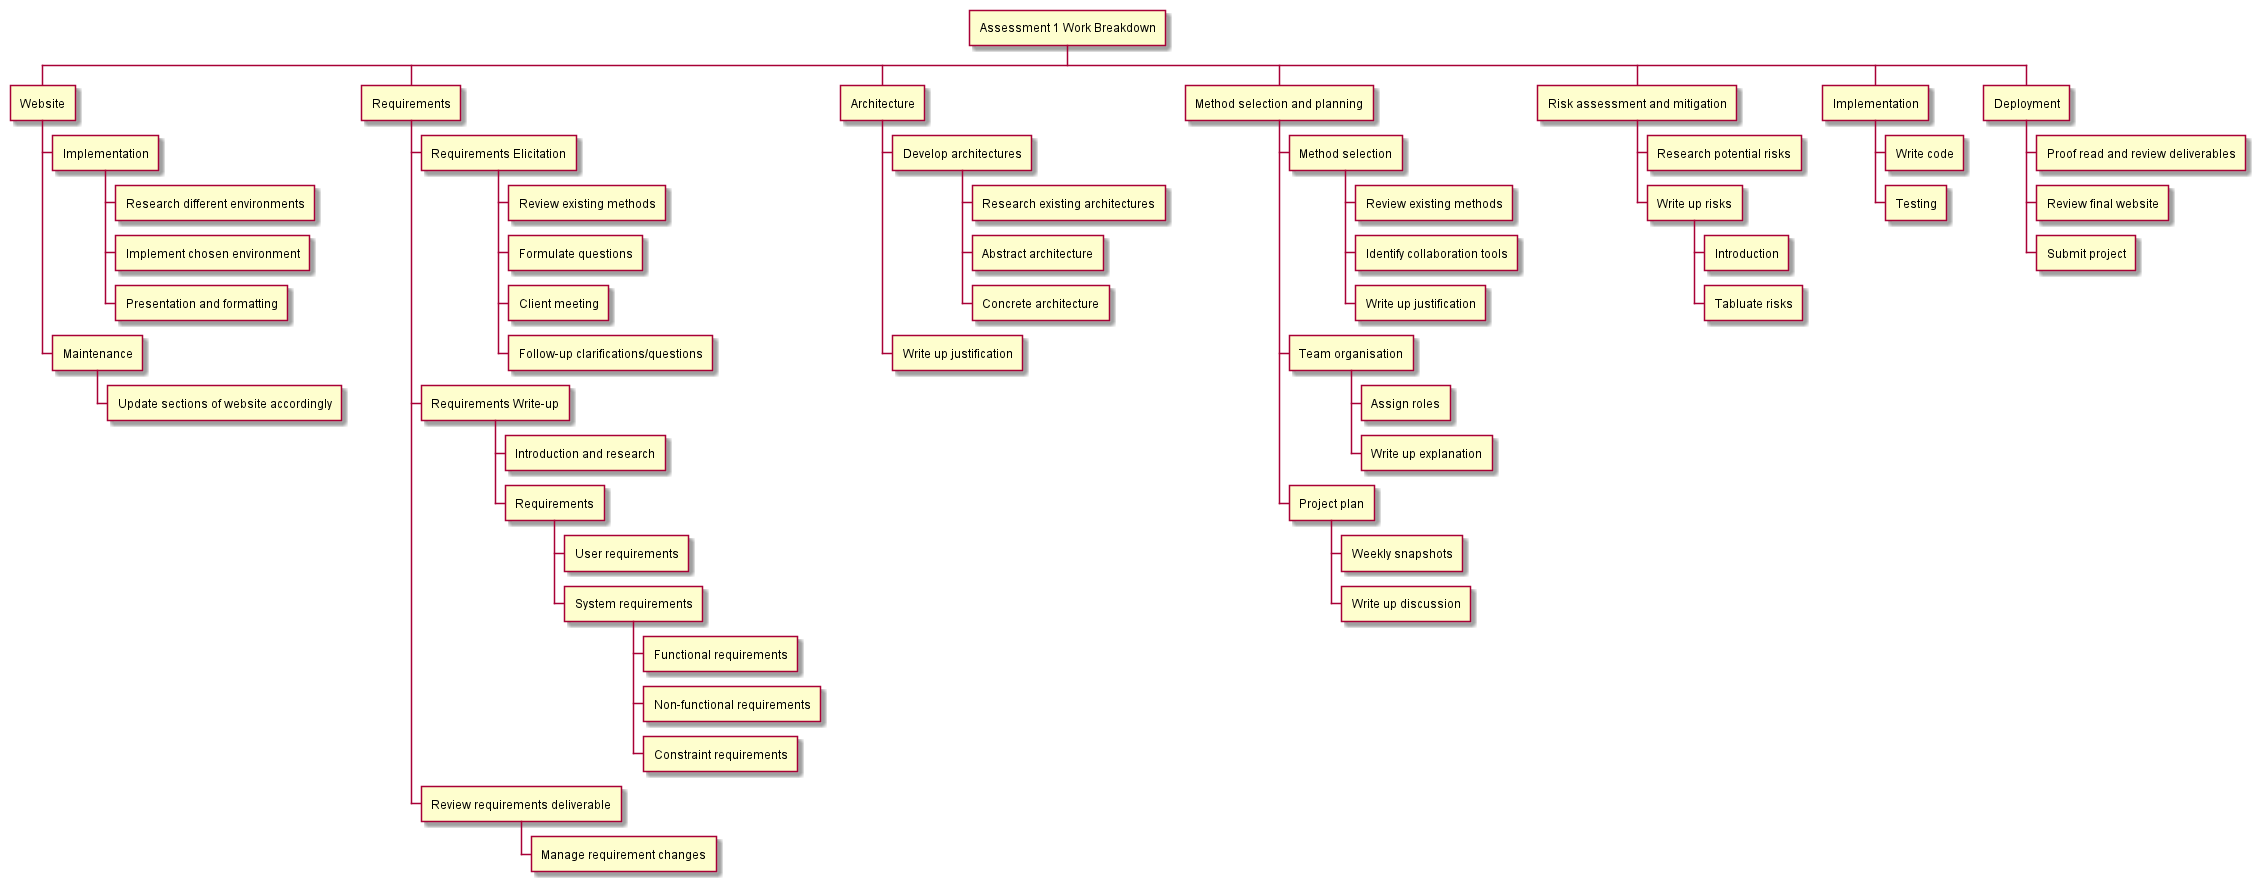 Assessment 1 Work Breakdown
Website
Implementation
Research different environments
Implement chosen environment
Presentation and formatting
Maintenance
Update sections of website accordingly
Requirements
Requirements Elicitation
Review existing methods
Formulate questions
Client meeting
Follow-up clarifications/questions
Requirements Write-up
Introduction and research
Requirements
User requirements
System requirements
Functional requirements
Non-functional requirements
Constraint requirements
Review requirements deliverable
Manage requirement changes
Architecture
Develop architectures
Research existing architectures
Abstract architecture
Concrete architecture
Write up justification
Method selection and planning
Method selection
Review existing methods
Identify collaboration tools
Write up justification
Team organisation
Assign roles
Write up explanation
Project plan
Weekly snapshots
Write up discussion
Risk assessment and mitigation
Research potential risks
Write up risks
Introduction
Tabluate risks
Implementation
Write code
Testing
Deployment
Proof read and review deliverables
Review final website
Submit project